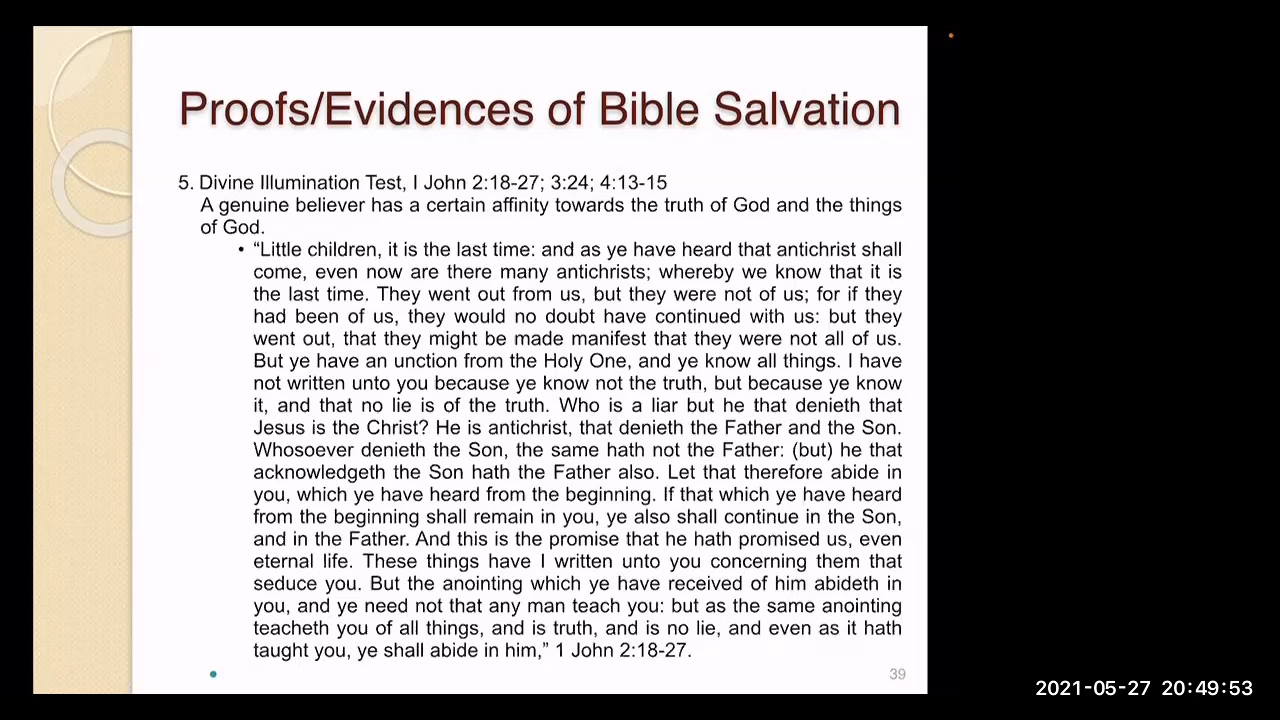 Proofs/Evidences of Bible Salvation
5. Divine Illumination Test, I John 2:18-27; 3:24; 4:13-15
A genuine believer has a certain affinity towards the truth of God and the things
of God.
• “Little children, it is the last time: and as ye have heard that antichrist shall
come, even now are there many antichrists; whereby we know that it is
the last time. They went out from us, but they were not of us; for if they
had been of us, they would no doubt have continued with us: but they
went out, that they might be made manifest that they were not all of us.
But ye have an unction from the Holy One, and ye know all things. I have
not written unto you because ye know not the truth, but because ye know
it, and that no lie is of the truth. Who is a liar but he that denieth that
Jesus is the Christ? He is antichrist, that denieth the Father and the Son.
Whosoever denieth the Son, the same hath not the Father: (but) he that
acknowledgeth the Son hath the Father also. Let that therefore abide in
you, which ye have heard from the beginning. If that which ye have heard
from the beginning shall remain in you, ye also shall continue in the Son,
and in the Father. And this is the promise that he hath promised us, even
eternal life. These things have I written unto you concerning them that
seduce you. But the anointing which ye have received of him abideth in
you, and ye need not that any man teach you: but as the same anointing
teacheth you of all things, and is truth, and is no lie, and even as it hath
taught you, ye shall abide in him,” 1 John 2:18-27.
39
2021-05-27 20:49:53